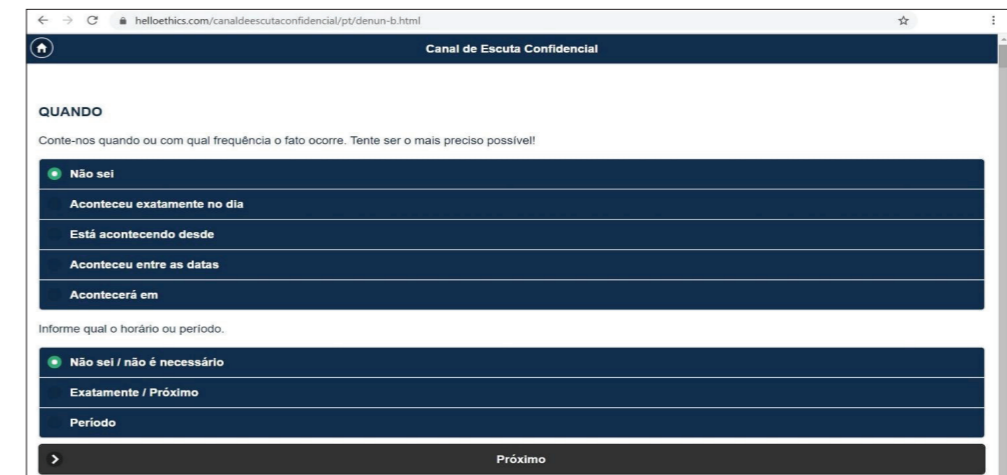 helloethics.com/canaldeescutaconfidencial/pt/denun-b.html
Canal de Escuta Confidencial
QUANDO
Conte-nos quando ou com qual frequência o fato ocorre. Tente ser o mais preciso possível!
Não sei
Aconteceu exatamente no dia
Está acontecendo desde
Aconteceu entre as datas
Acontecerá em
Informe qual o horário ou período.
Não sei / não é necessário
Exatamente / Próximo
Período
Próximo